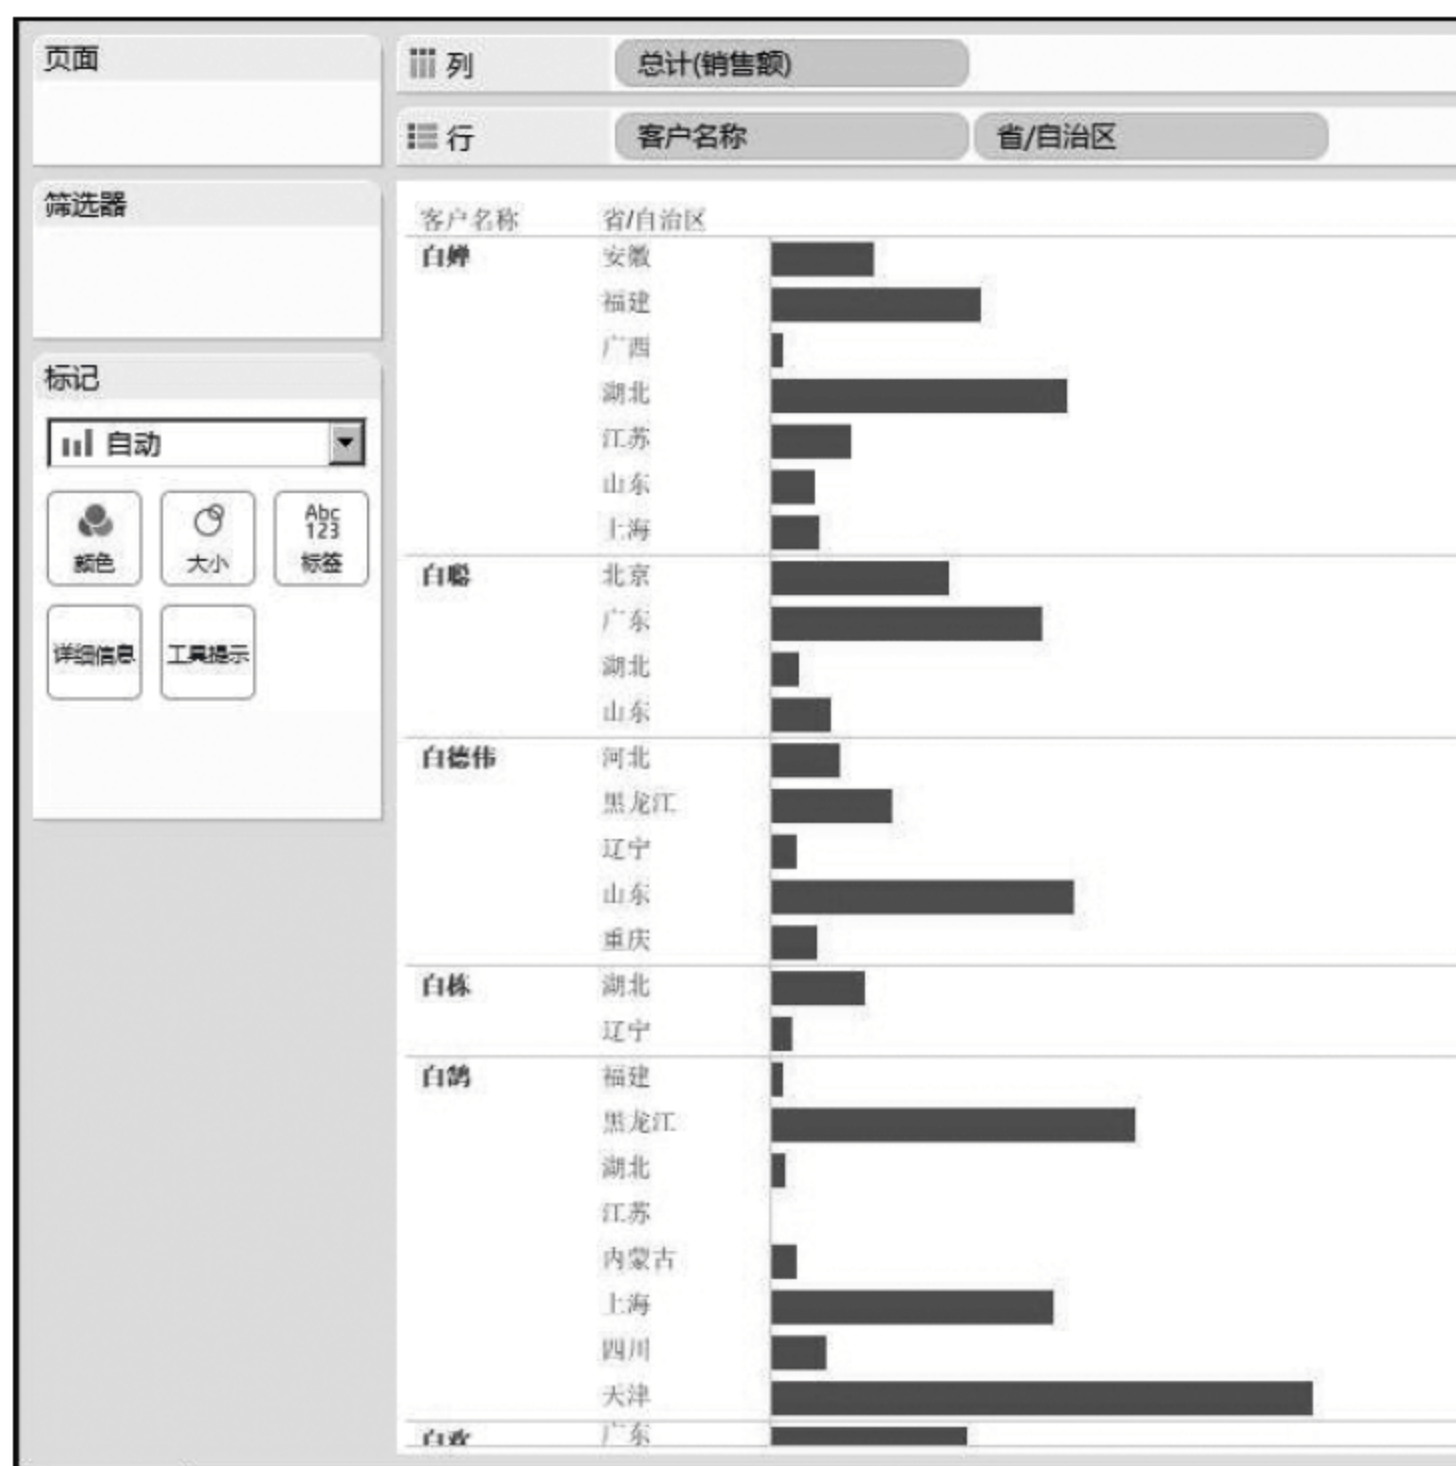 页面
列 总计(销售额)
行 客户名称 省/自治区
筛选器
标记
自动
颜色
大小
Abc
123
标签
详细信息
工具提示
客户名称 省/自治区
白婵 安徽
福建
广西
湖北
江苏
山东
上海
白聪 北京
广东
湖北
山东
白德伟 河北
黑龙江
辽宁
山东
重庆
白栋 湖北
辽宁
白鹄 福建
黑龙江
湖北
江苏
内蒙古
上海
四川
天津
白欢 广东